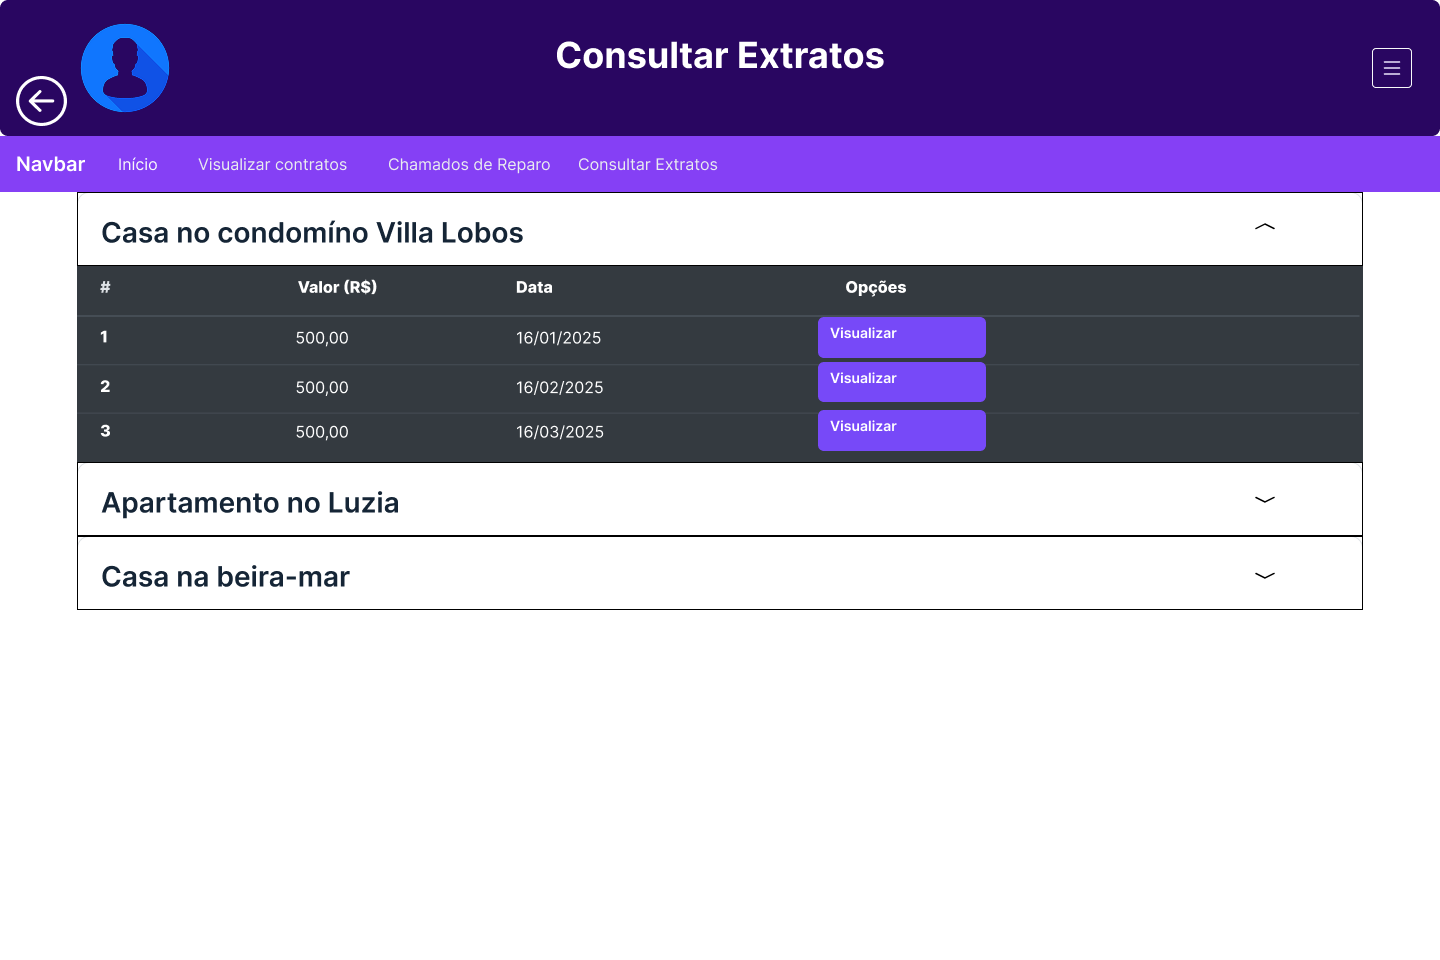 Consultar Extratos
Navbar Início Visualizar contratos Chamados de Reparo Consultar Extratos
Casa no condomíno Villa Lobos
# Valor (R$) Data Opções
1 500,00 16/01/2025 Visualizar
2 500,00 16/02/2025 Visualizar
3 500,00 16/03/2025 Visualizar
Apartamento no Luzia
Casa na beira-mar